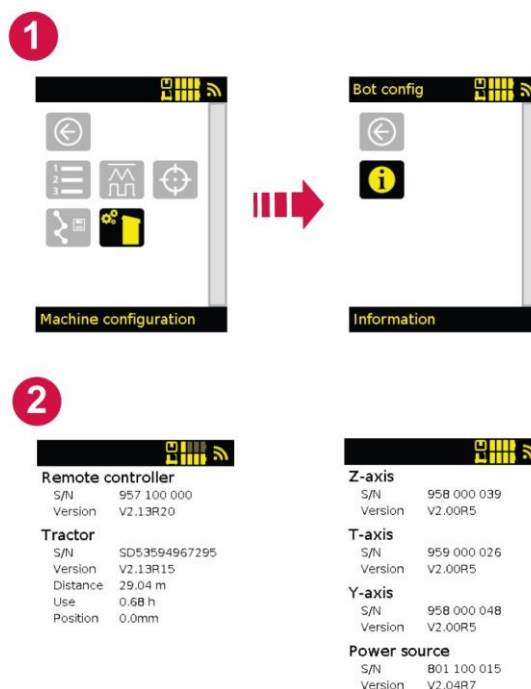 1
Bot config
1
2
3
i
Machine configuration
Information
2
Remote controller
S/N 957 100 000
Version V2.13R20
Tractor
S/N SD53594967295
Version V2.13R15
Distance 29.04 m
Use 0.68 h
Position 0.0mm
Z-axis
S/N 958 000 039
Version V2.00R5
T-axis
S/N 959 000 026
Version V2.00R5
Y-axis
S/N 958 000 048
Version V2.00R5
Power source
S/N 801 100 015
Version V2.04R7